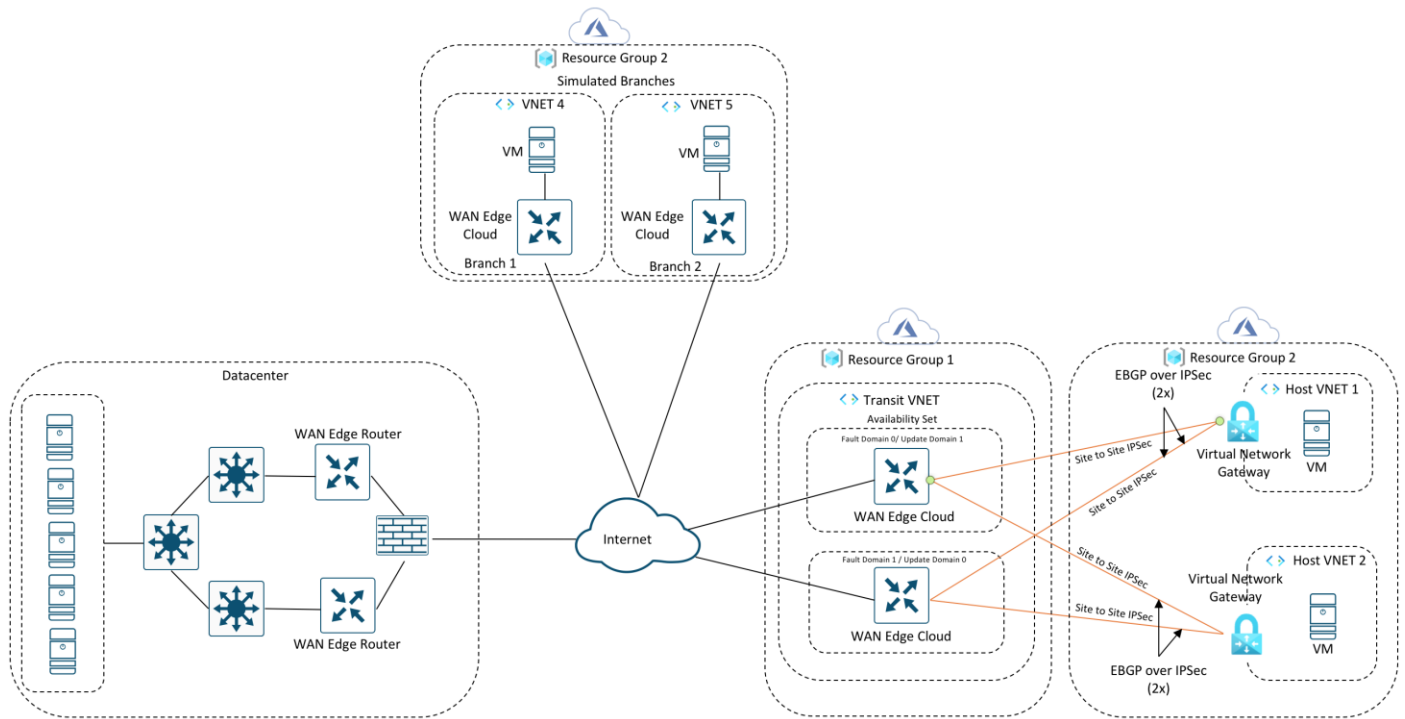 Resource Group 2
Simulated Branches
VNET 4
VNET 5
VM
VM
WAN Edge
Cloud
WAN Edge
Cloud
Branch 1
Branch 2
Datacenter
WAN Edge Router
WAN Edge Router
Internet
Resource Group 1
Transit VNET
Availability Set
Fault Domain 0/ Update Domain 1
WAN Edge Cloud
Fault Domain 1 / Update Domain 0
WAN Edge Cloud
Resource Group 2
EBGP over IPSec
(2x)
Host VNET 1
Site to Site IPSec
Virtual Network
Gateway
VM
Site to Site IPSec
Site to Site IPSec
Host VNET 2
Virtual Network
Gateway
Site to Site IPSec
VM
EBGP over IPSec
(2x)